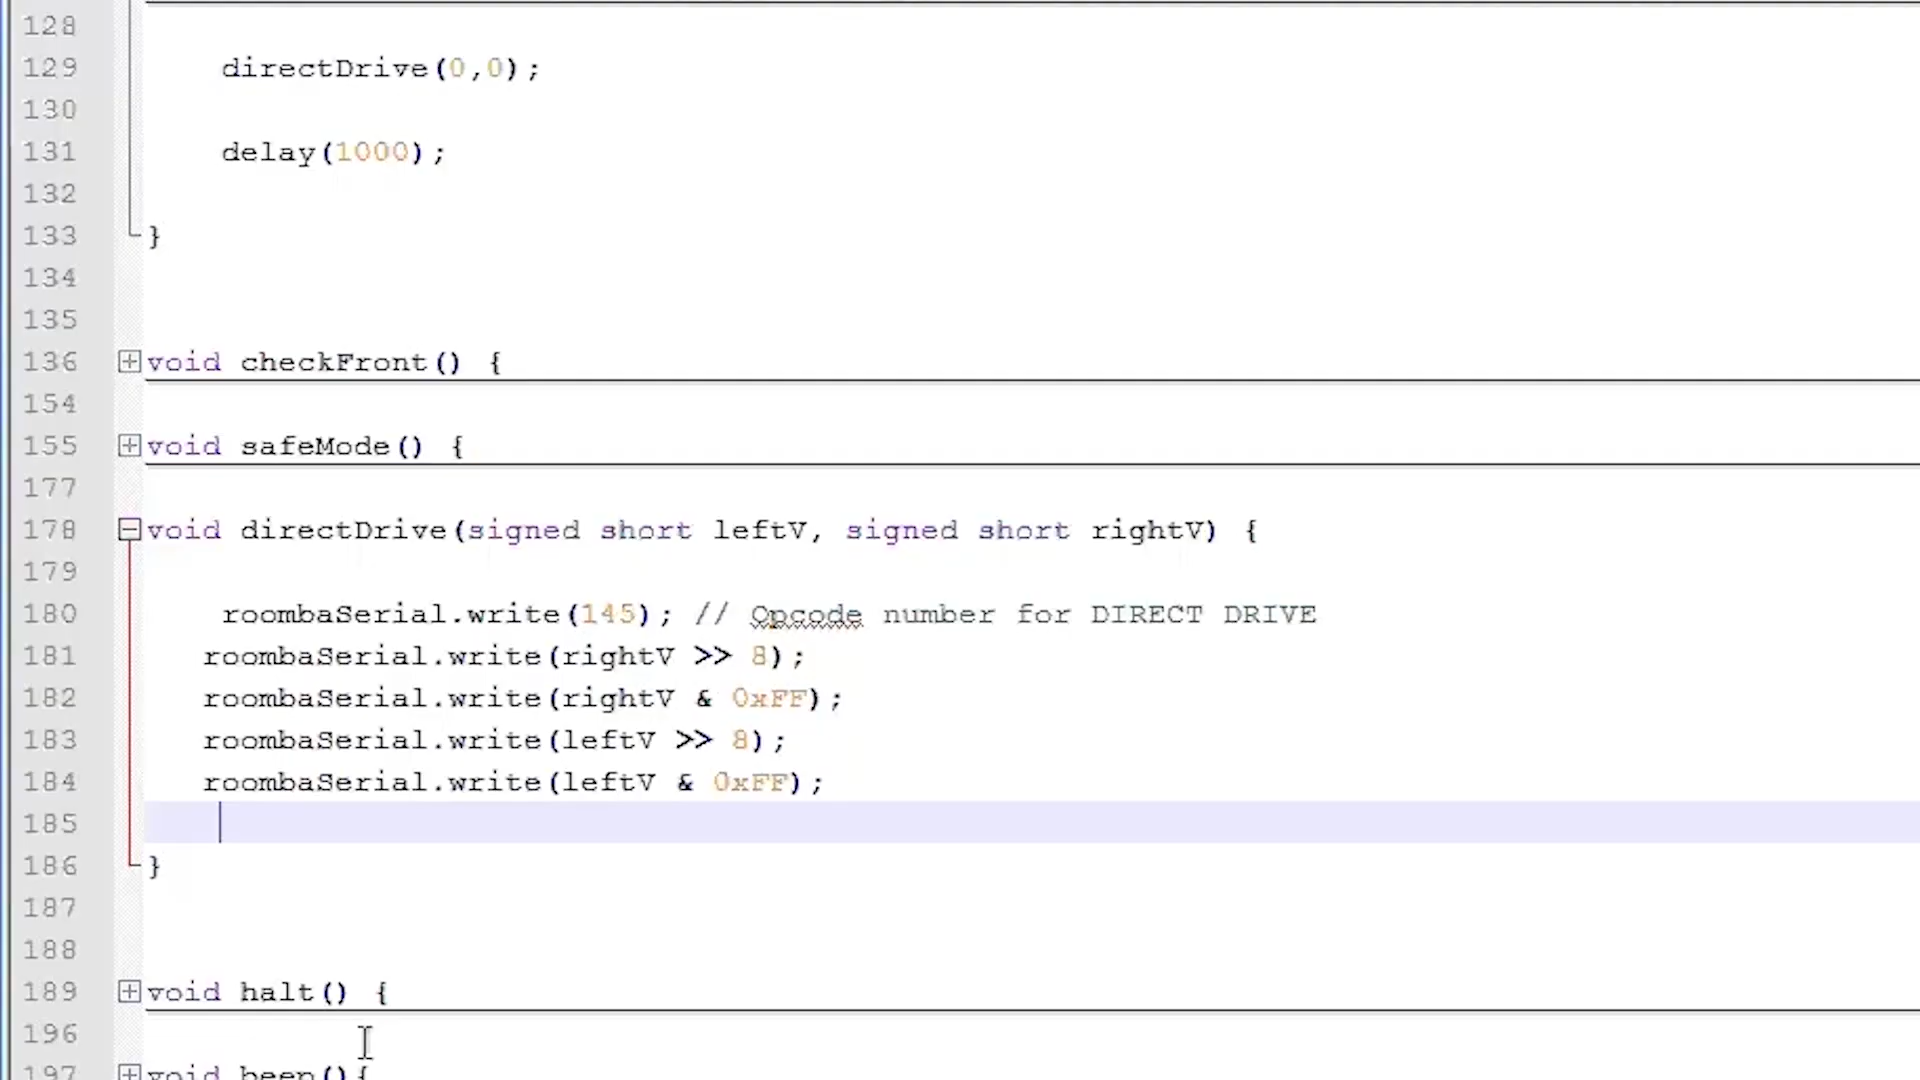 128
129 directDrive(0,0);
130
131 delay(1000);
132
133 }
134
135
136 void checkFront() {
154
155 void safeMode() {
177
178 void directDrive(signed short leftV, signed short rightV) {
179
180 roombaSerial.write(145); // Opcode number for DIRECT DRIVE
181 roombaSerial.write(rightV >> 8);
182 roombaSerial.write(rightV & 0xFF);
183 roombaSerial.write(leftV >> 8);
184 roombaSerial.write(leftV & 0xFF);
185
186 }
187
188
189 void halt() {
196
197 void beep(){